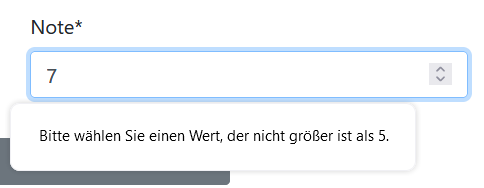 Note*
7
Bitte wählen Sie einen Wert, der nicht größer ist als 5.